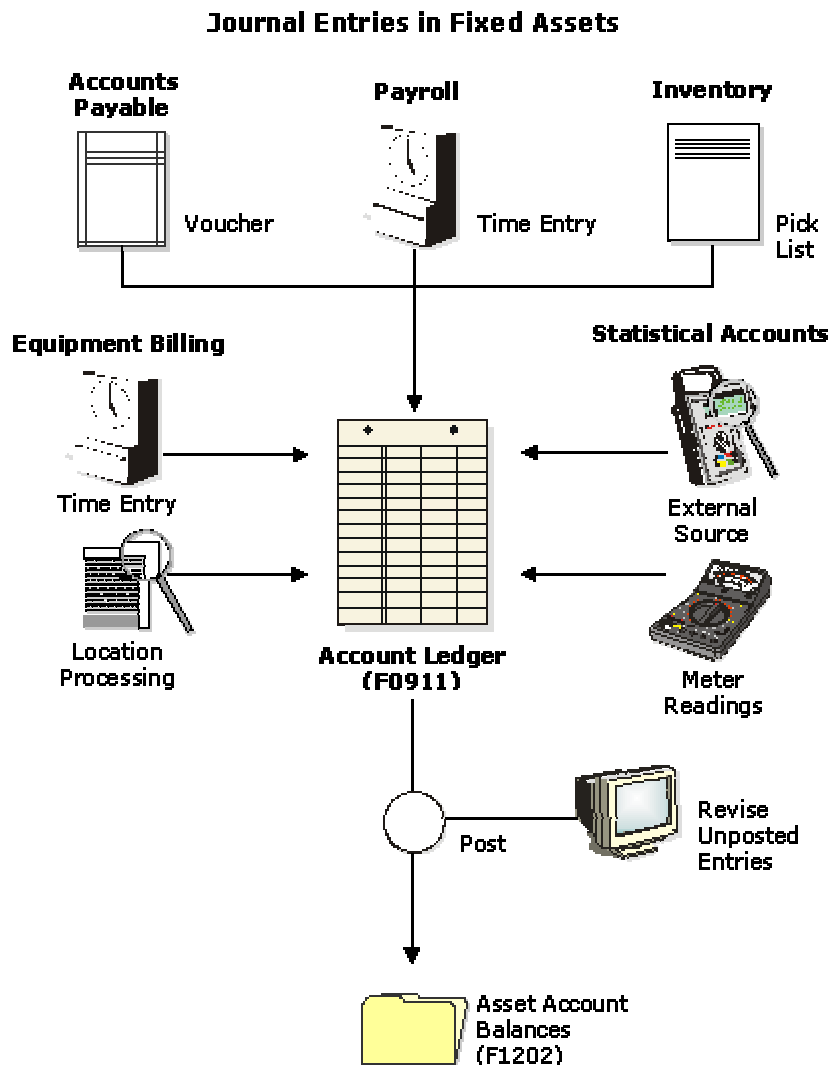 Journal Entries in Fixed Assets
Accounts
Payable
Payroll
Inventory
Voucher
Time Entry
Pick
List
Equipment Billing
Statistical Accounts
Time Entry
External
Source
Location
Processing
Account Ledger
(F0911)
Meter
Readings
Post
Revise
Unposted
Entries
Asset Account
Balances
(F1202)